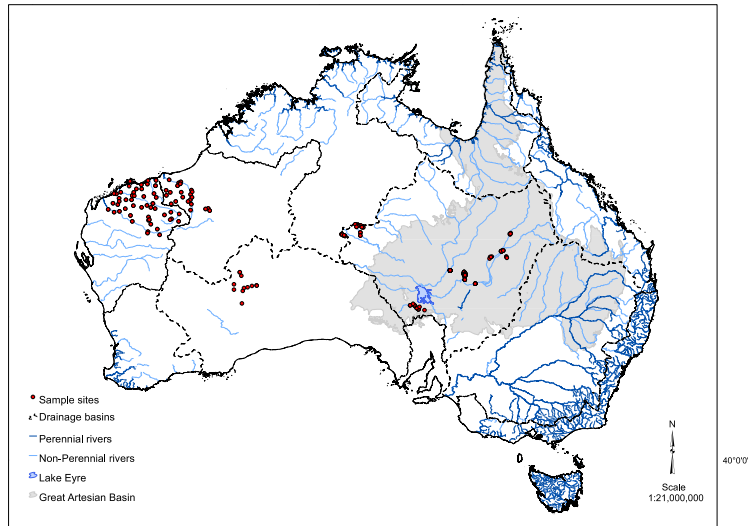 Sample sites
Drainage basins
Perennial rivers
Non-Perennial rivers
Lake Eyre
Great Artesian Basin
N
Scale
1:21,000,000
40°0'0"